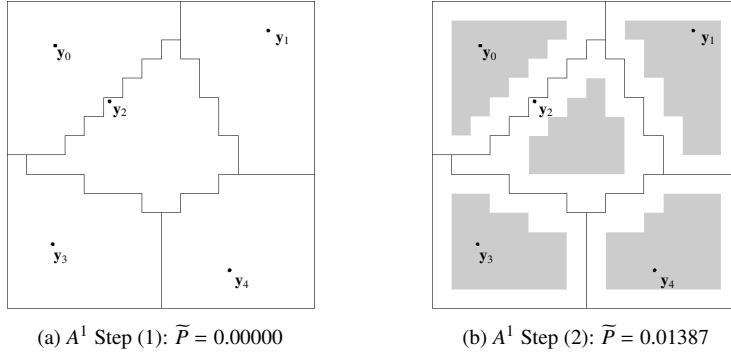 y₀
y₁
y₂
y₃
y₄
y₀
y₁
y₂
y₃
y₄
(a) A¹ Step (1): P̃ = 0.00000
(b) A¹ Step (2): P̃ = 0.01387